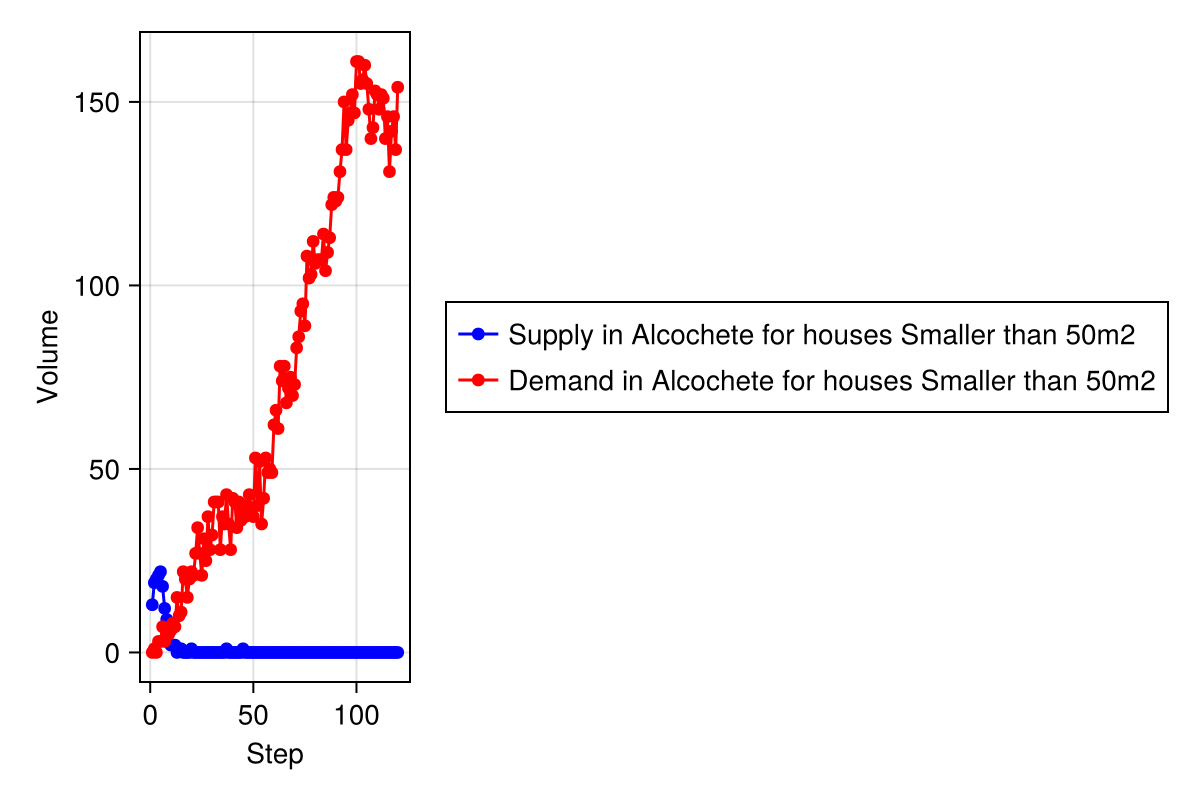 150
100
50
0
Volume
0 50 100
Step
Supply in Alcochete for houses Smaller than 50m2
Demand in Alcochete for houses Smaller than 50m2